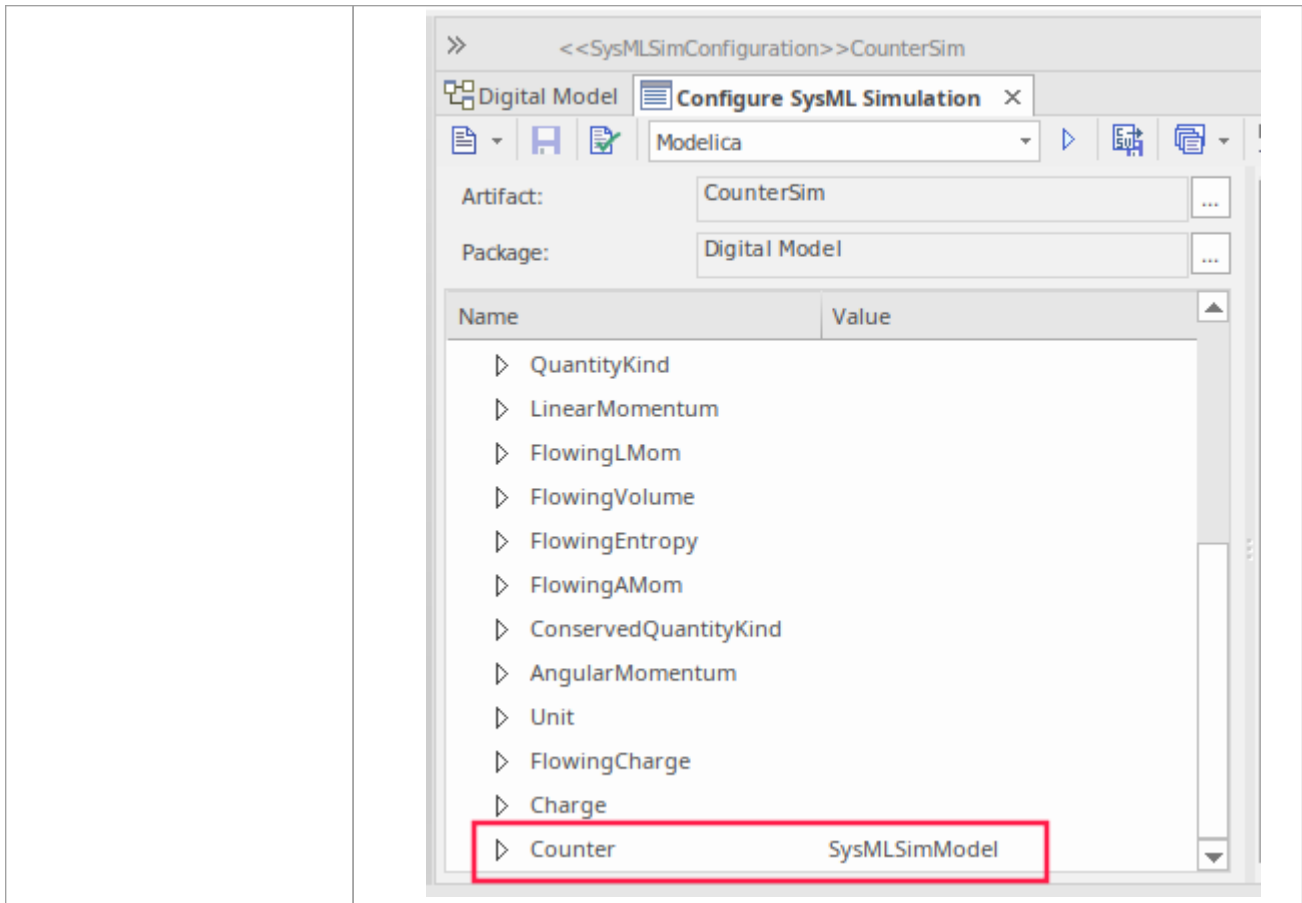 <<SysMLSimConfiguration>>CounterSim
Digital Model Configure SysML Simulation
Modelica
Artifact: CounterSim ...
Package: Digital Model ...
Name Value
QuantityKind
LinearMomentum
FlowingLMom
FlowingVolume
FlowingEntropy
FlowingAMom
ConservedQuantityKind
AngularMomentum
Unit
FlowingCharge
Charge
Counter SysMLSimModel